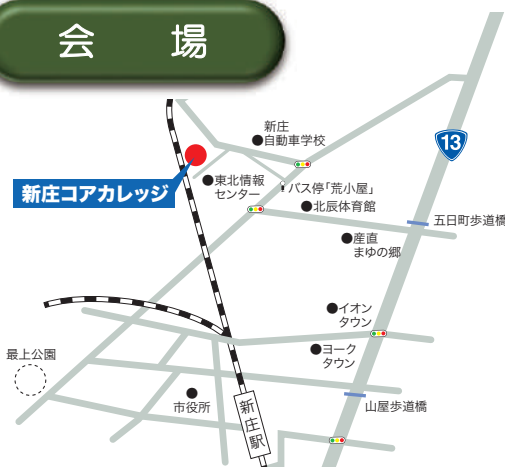 会場
13
新庄
自動車学校
新庄コアカレッジ
東北情報
センター
バス停「荒小屋」
北辰体育館
五日町歩道橋
産直
まゆの郷
イオン
タウン
ヨーク
タウン
最上公園
市役所
新庄駅
山屋歩道橋